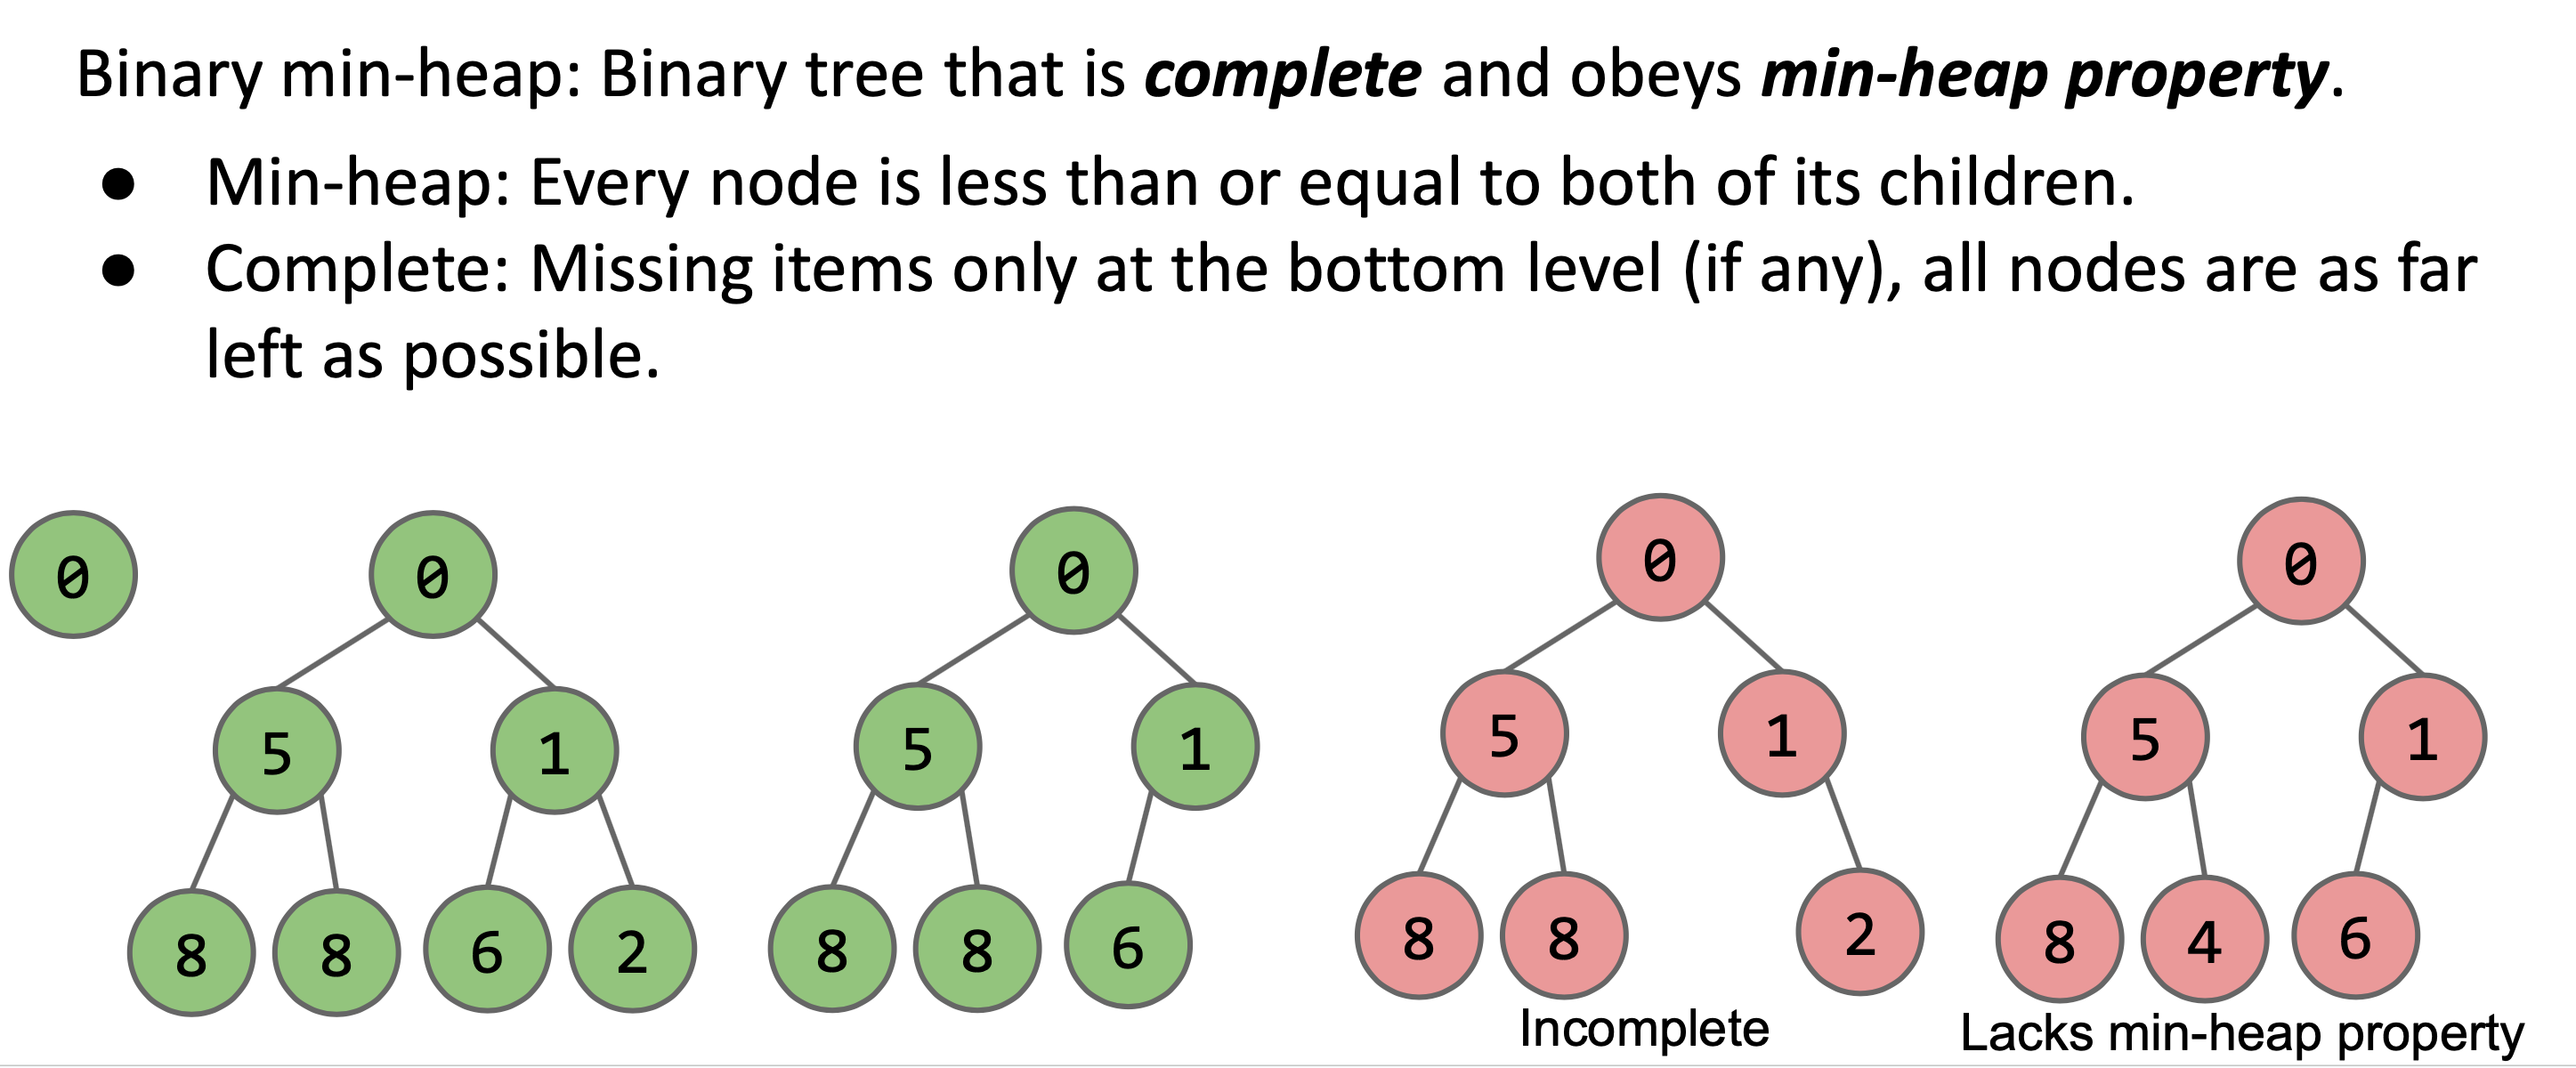 Binary min-heap: Binary tree that is complete and obeys min-heap property.
● Min-heap: Every node is less than or equal to both of its children.
● Complete: Missing items only at the bottom level (if any), all nodes are as far
left as possible.
0
0
5 1
8 8 6 2
0
5 1
8 8 6
0
5 1
8 8 2
Incomplete
0
5 1
8 4 6
Lacks min-heap property